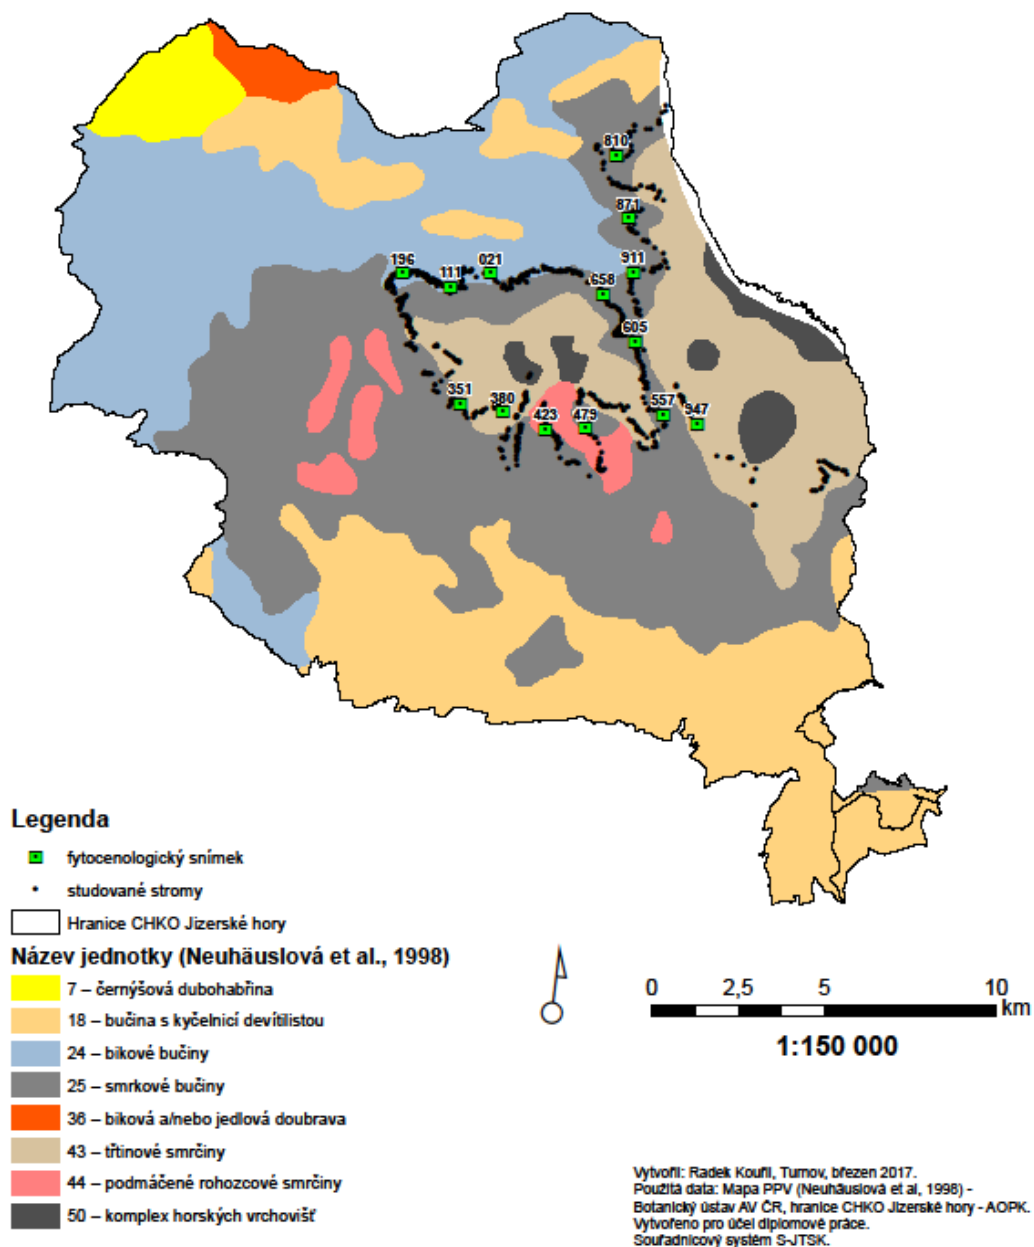 810
871
196
111
021
911
658
605
351
380
423
479
557
947
Legenda
fytocenologický snímek
studované stromy
Hranice CHKO Jizerské hory
Název jednotky (Neuhäuslová et al., 1998)
7 – černýšová dubohabřina
18 – bučina s kyčelnicí devítilistou
24 – bikové bučiny
25 – smrkové bučiny
36 – biková a/nebo jedlová doubrava
43 – třtinové smrčiny
44 – podmáčené rohozcové smrčiny
50 – komplex horských vrchovišť
0 2,5 5 10
km
1:150 000
Vytvořil: Radek Kouřil, Turnov, březen 2017.
Použitá data: Mapa PPV (Neuhäuslová et al, 1998) -
Botanický ústav AV ČR, hranice CHKO Jizerské hory - AOPK.
Vytvořeno pro účel diplomové práce.
Souřadnicový systém S-JTSK.